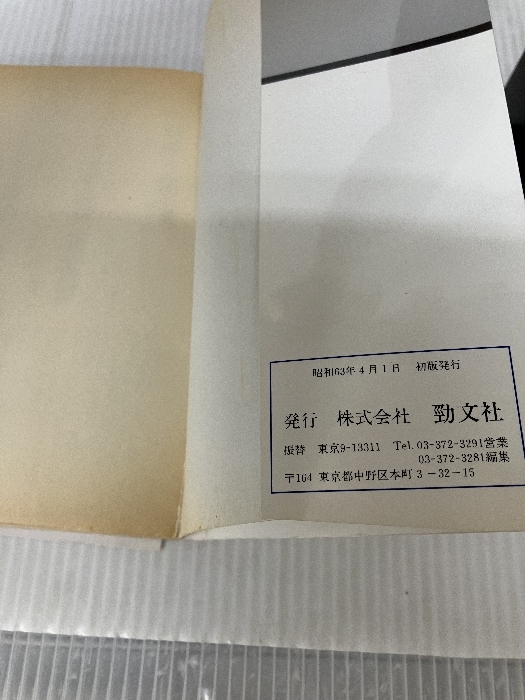 昭和63年4月1日 初版発行
発行 株式会社 勁文社
振替 東京9-13311 Tel. 03-372-3291営業
03-372-3281編集
〒164 東京都中野区本町3-32-15